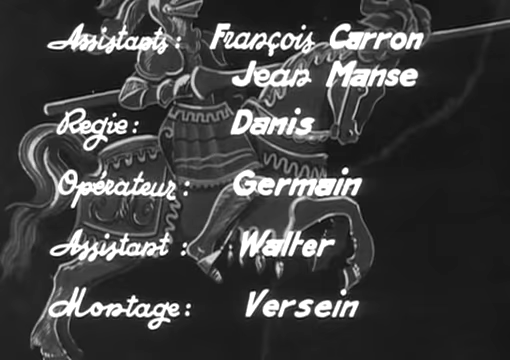 Assistants: François Carron
Jean Manse
Regie: Danis
Opérateur: Germain
Assistant: Walter
Montage: Versein